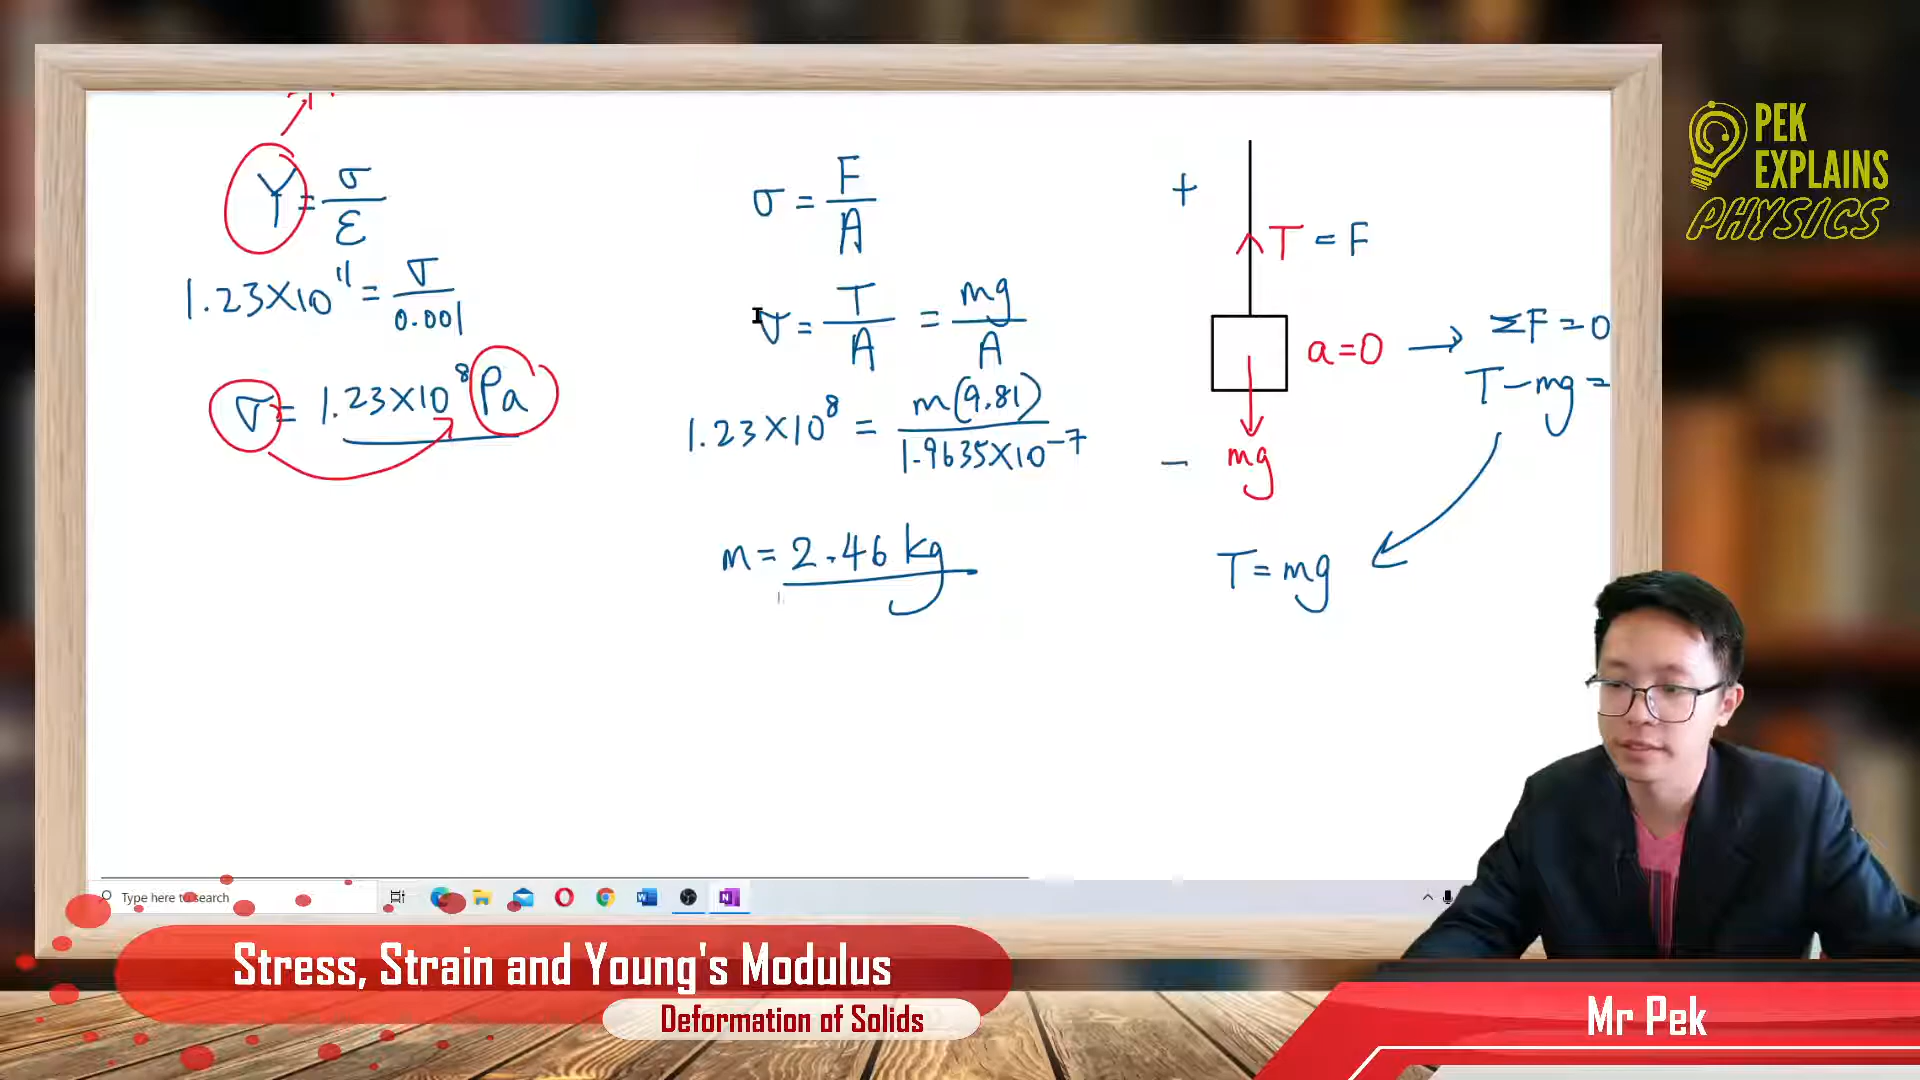 Y = σ/ε
1.23×10¹¹ = σ/0.001
σ = 1.23×10⁸ Pa
σ = F/A
σ = T/A = mg/A
1.23×10⁸ = m(9.81)/1.9635×10⁻⁷
m = 2.46 kg
+
T = F
a=0 → ΣF = 0
T − mg =
−
mg
T = mg
PEK
EXPLAINS
PHYSICS
Type here to search
Stress, Strain and Young's Modulus
Deformation of Solids
Mr Pek